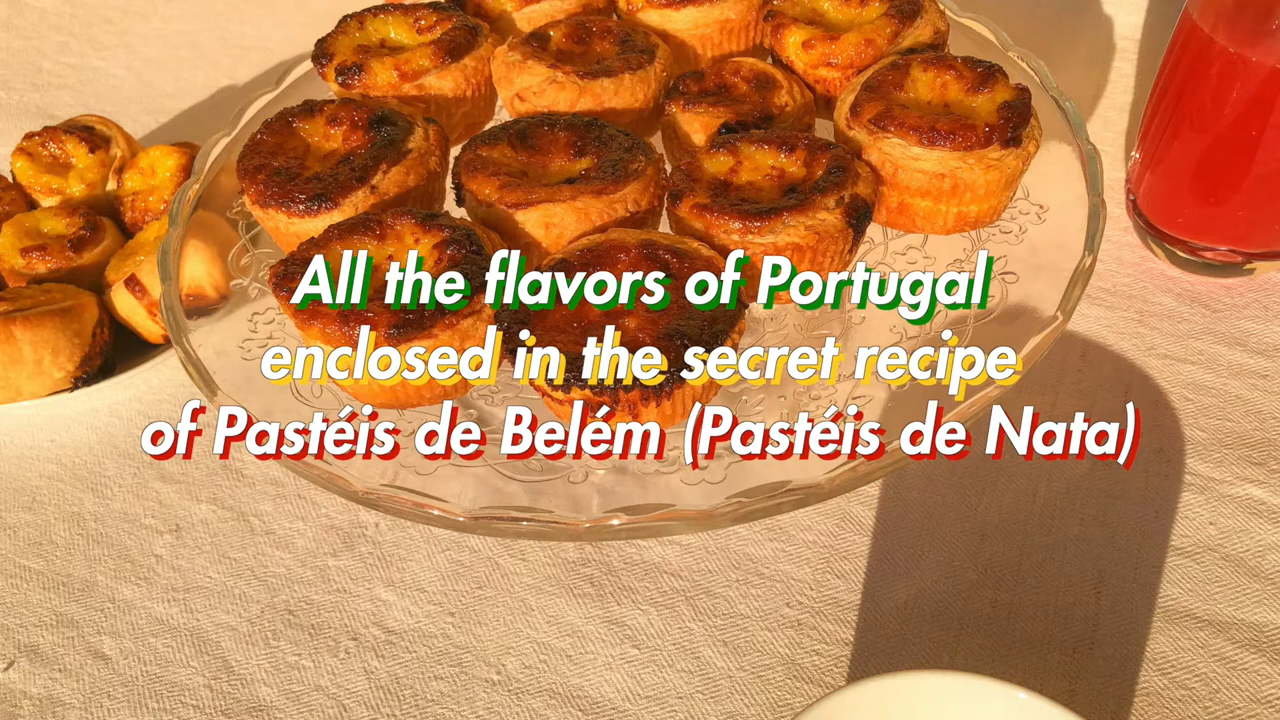 All the flavors of Portugal
enclosed in the secret recipe
of Pastéis de Belém (Pastéis de Nata)